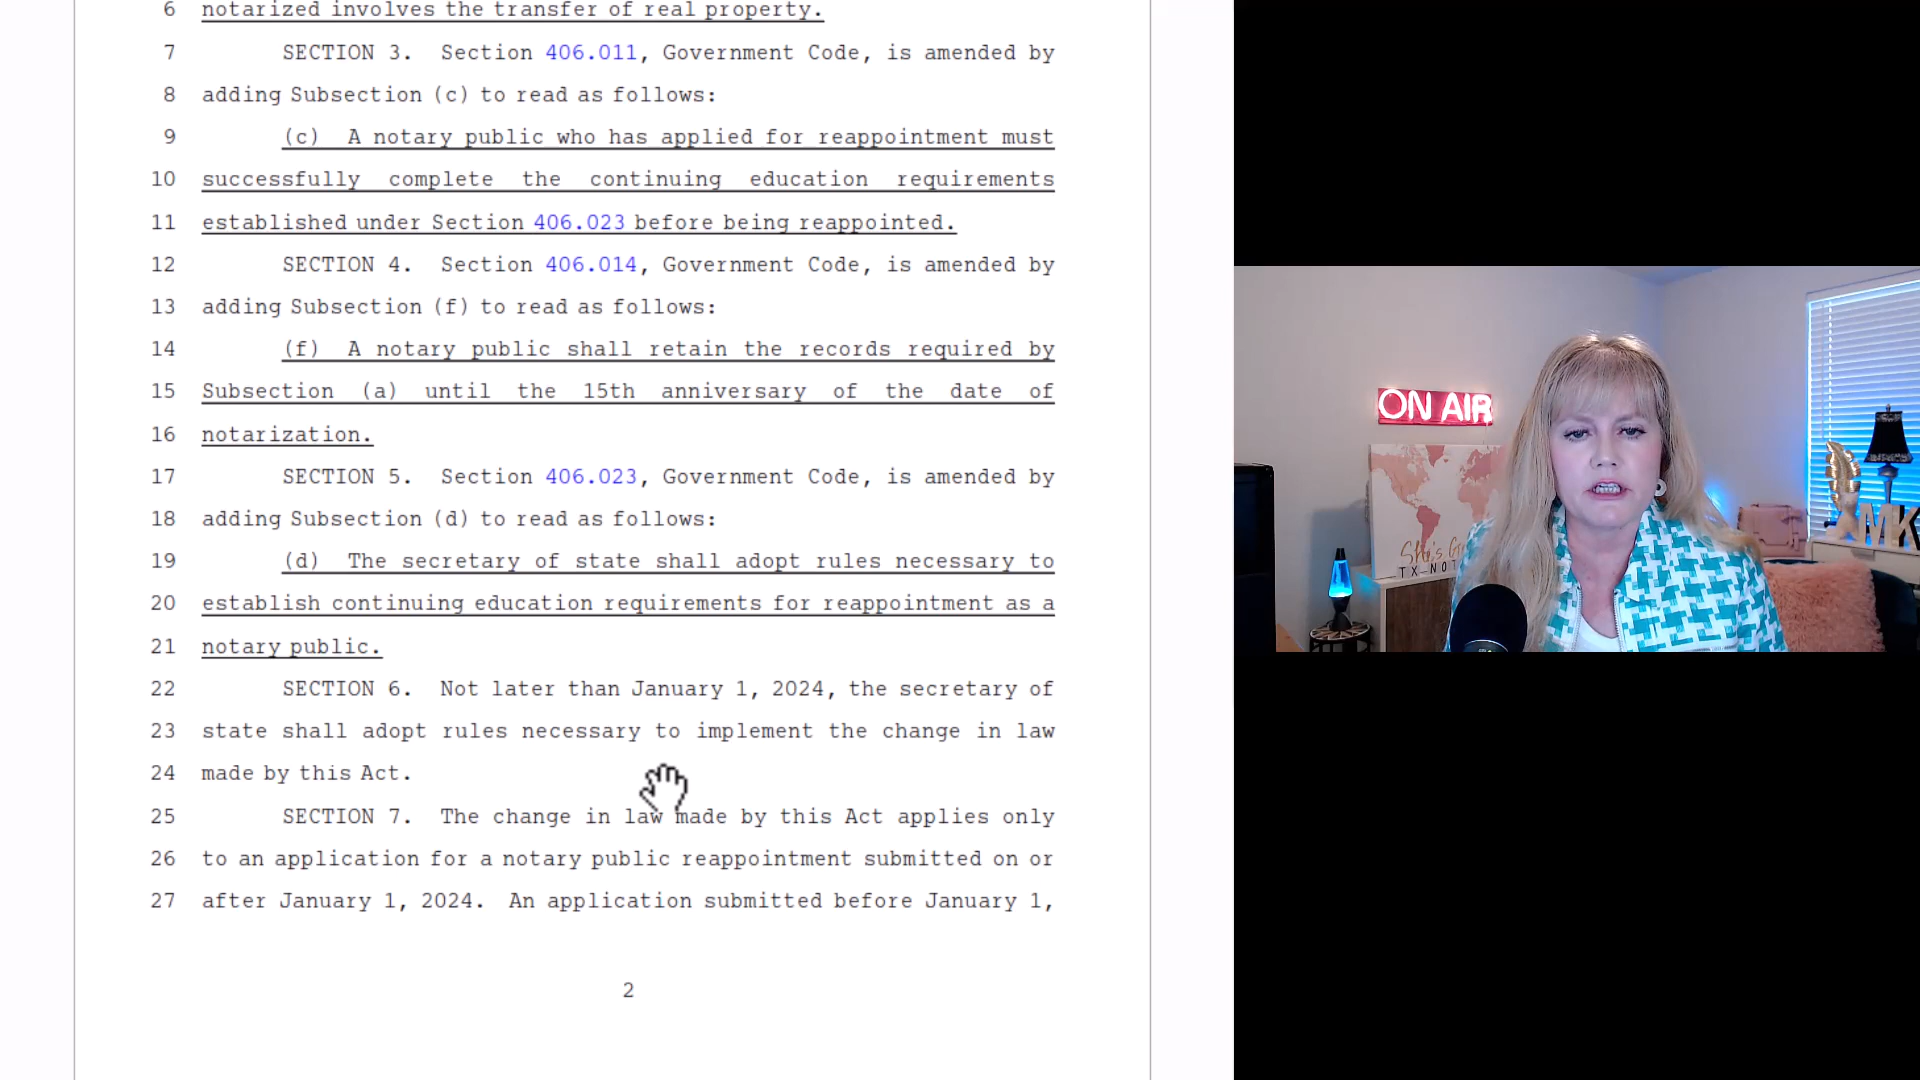 6 notarized involves the transfer of real property.
7 SECTION 3. Section 406.011, Government Code, is amended by
8 adding Subsection (c) to read as follows:
9 (c) A notary public who has applied for reappointment must
10 successfully complete the continuing education requirements
11 established under Section 406.023 before being reappointed.
12 SECTION 4. Section 406.014, Government Code, is amended by
13 adding Subsection (f) to read as follows:
14 (f) A notary public shall retain the records required by
15 Subsection (a) until the 15th anniversary of the date of
16 notarization.
17 SECTION 5. Section 406.023, Government Code, is amended by
18 adding Subsection (d) to read as follows:
19 (d) The secretary of state shall adopt rules necessary to
20 establish continuing education requirements for reappointment as a
21 notary public.
22 SECTION 6. Not later than January 1, 2024, the secretary of
23 state shall adopt rules necessary to implement the change in law
24 made by this Act.
25 SECTION 7. The change in law made by this Act applies only
26 to an application for a notary public reappointment submitted on or
27 after January 1, 2024. An application submitted before January 1,
2
ON AIR
She's
TX NOT
MK